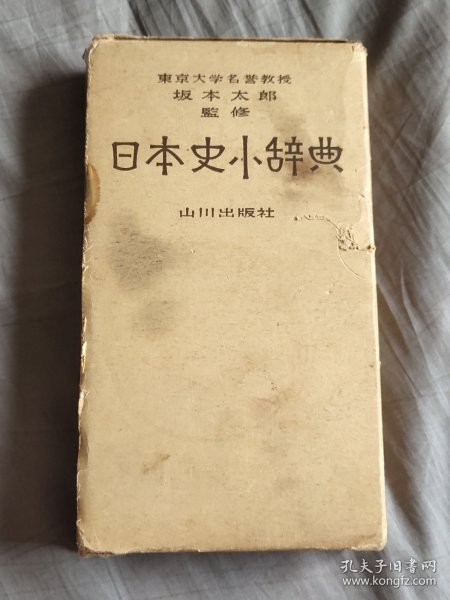 東京大学名誉教授
坂本太郎
監修
日本史小辞典
山川出版社
孔夫子旧书网
www.kongfz.com